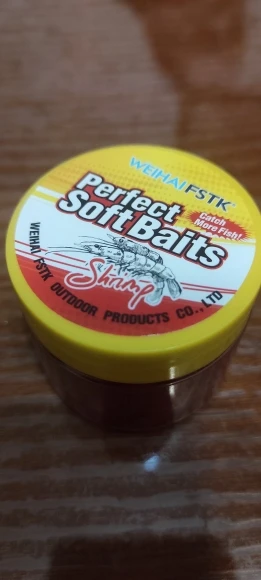 WEIHAI FSTK
Perfect
Soft Baits
Catch
More Fish!
Shrimp
WEIHAI FSTK OUTDOOR PRODUCTS CO., LTD